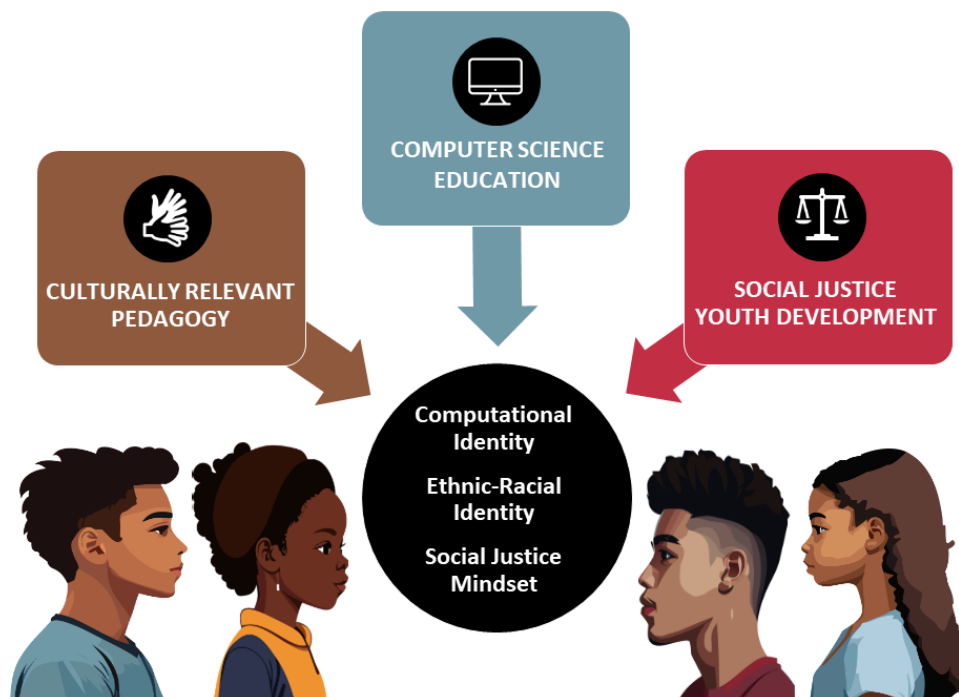 COMPUTER SCIENCE
EDUCATION
CULTURALLY RELEVANT
PEDAGOGY
SOCIAL JUSTICE
YOUTH DEVELOPMENT
Computational
Identity
Ethnic-Racial
Identity
Social Justice
Mindset